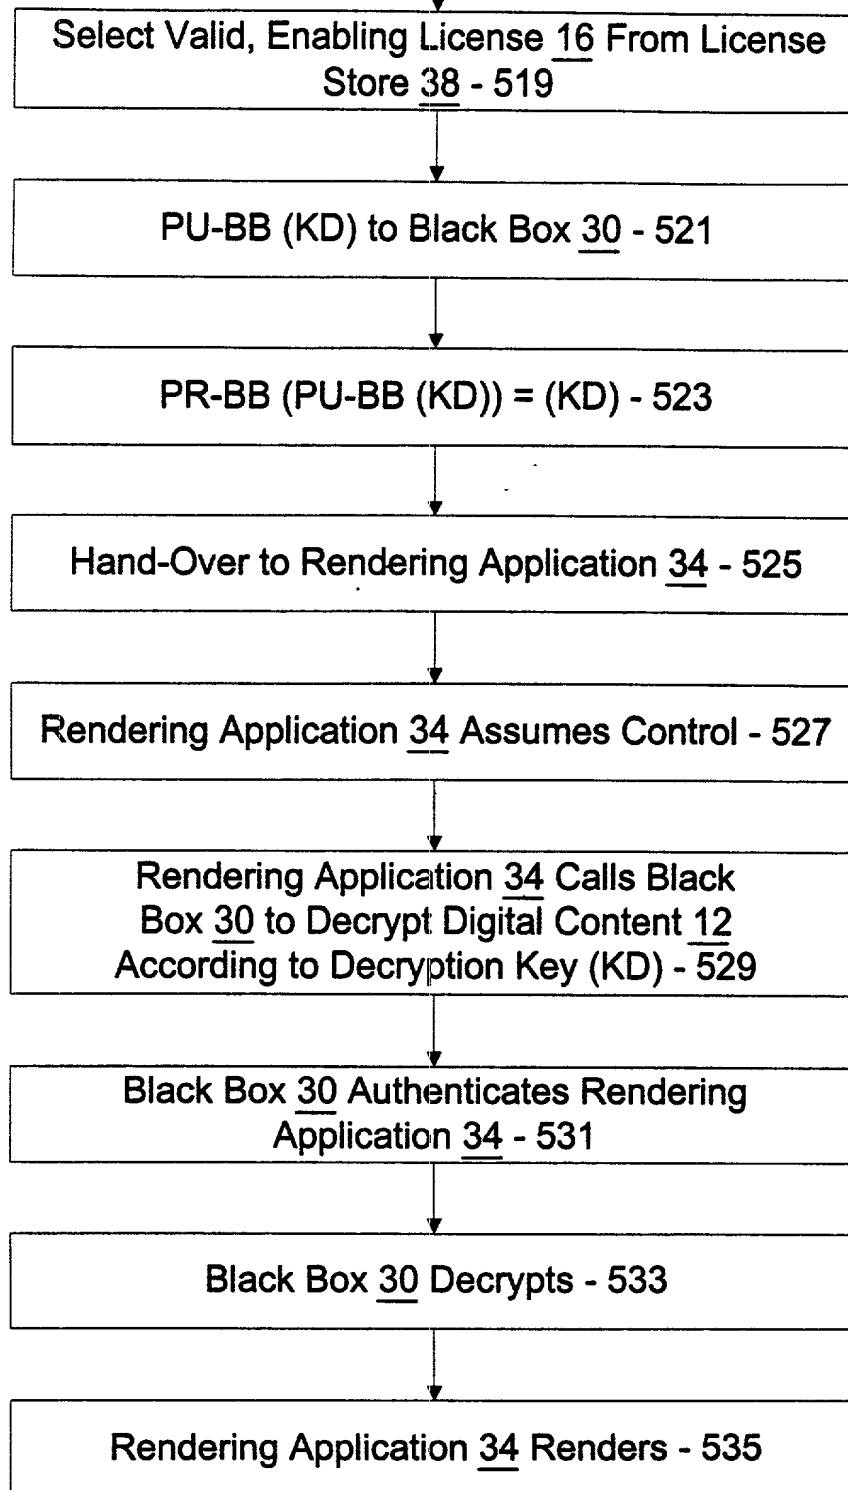 Select Valid, Enabling License 16 From License
Store 38 - 519
PU-BB (KD) to Black Box 30 - 521
PR-BB (PU-BB (KD)) = (KD) - 523
Hand-Over to Rendering Application 34 - 525
Rendering Application 34 Assumes Control - 527
Rendering Application 34 Calls Black
Box 30 to Decrypt Digital Content 12
According to Decryption Key (KD) - 529
Black Box 30 Authenticates Rendering
Application 34 - 531
Black Box 30 Decrypts - 533
Rendering Application 34 Renders - 535